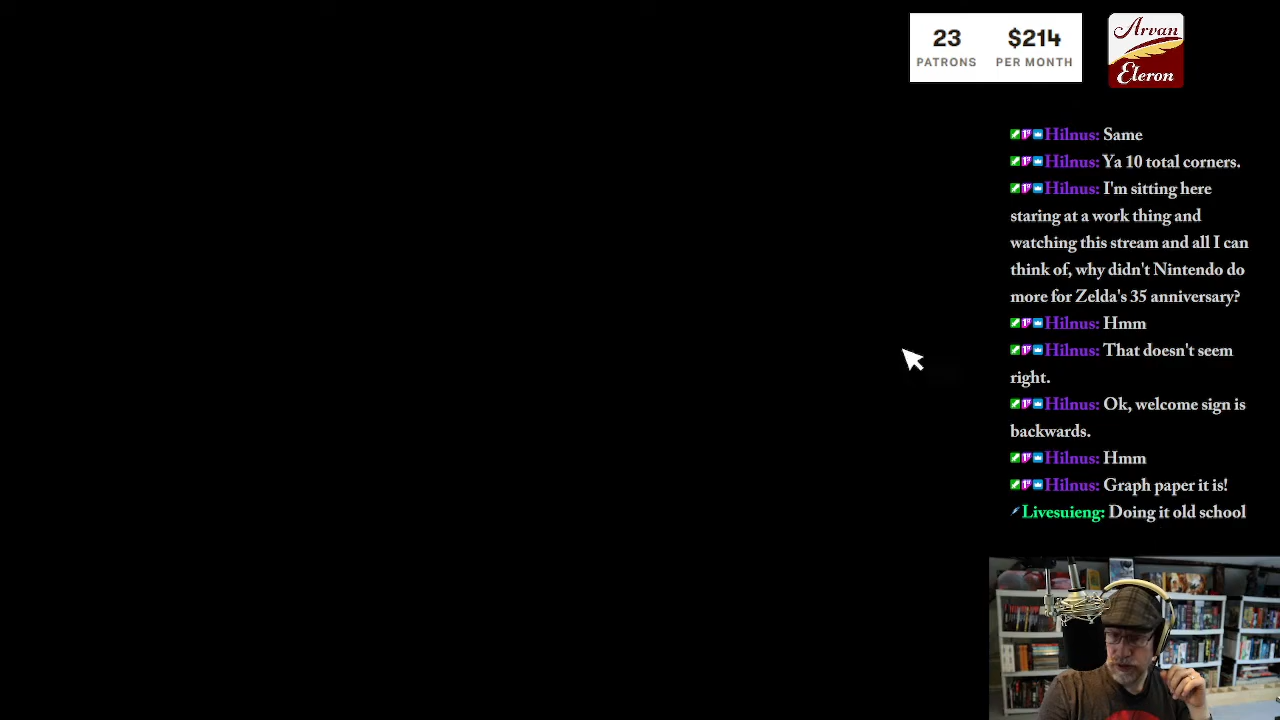 23
PATRONS
$214
PER MONTH
Arvan
Eleron
Hilnus: Same
Hilnus: Ya 10 total corners.
Hilnus: I'm sitting here
staring at a work thing and
watching this stream and all I can
think of, why didn't Nintendo do
more for Zelda's 35 anniversary?
Hilnus: Hmm
Hilnus: That doesn't seem
right.
Hilnus: Ok, welcome sign is
backwards.
Hilnus: Hmm
Hilnus: Graph paper it is!
Livesuieng: Doing it old school